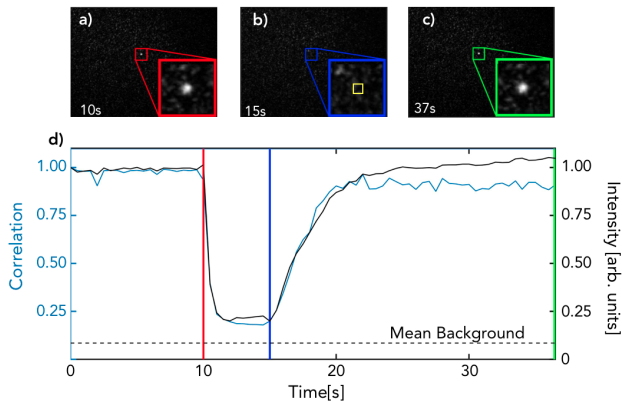 a)
b)
c)
10s
15s
37s
d)
1.00
0.75
0.50
0.25
Correlation
1.00
0.75
0.50
0.25
0
Intensity [arb. units]
Mean Background
0
10
20
30
Time[s]